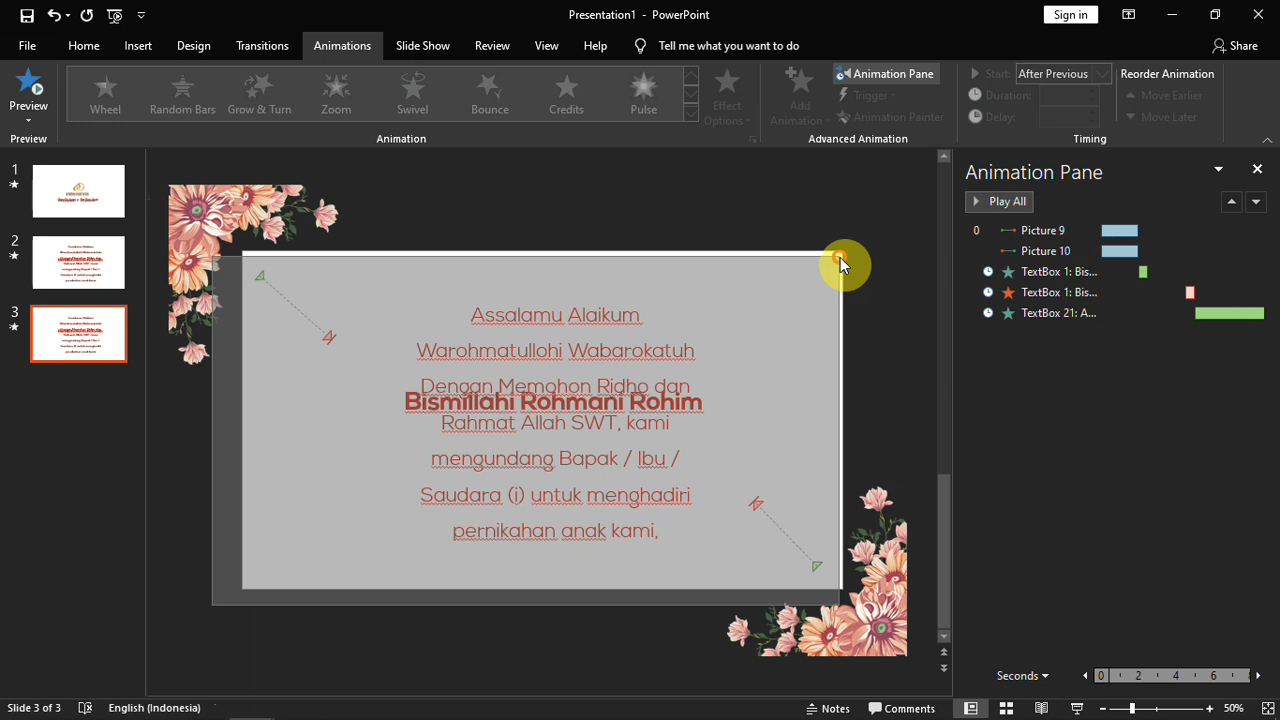 Presentation1 - PowerPoint
Sign in
File Home Insert Design Transitions Animations Slide Show Review View Help Tell me what you want to do Share
Preview
Wheel Random Bars Grow & Turn Zoom Swivel Bounce Credits Pulse
Effect Options
Add Animation
Animation Pane
Trigger
Animation Painter
Start: After Previous
Duration:
Delay:
Reorder Animation
Move Earlier
Move Later
Preview Animation Advanced Animation Timing
1
2
3
Assalamu Alaikum
Warohmatullohi Wabarokatuh
Dengan Memohon Ridho dan
Bismillahi Rohmani Rohim
Rahmat Allah SWT, kami
mengundang Bapak / Ibu /
Saudara (i) untuk menghadiri
pernikahan anak kami,
Animation Pane
Play All
0 Picture 9
Picture 10
TextBox 1: Bis...
TextBox 1: Bis...
TextBox 21: A...
Seconds 0 2 4 6
Slide 3 of 3 English (Indonesia) Notes Comments 50%